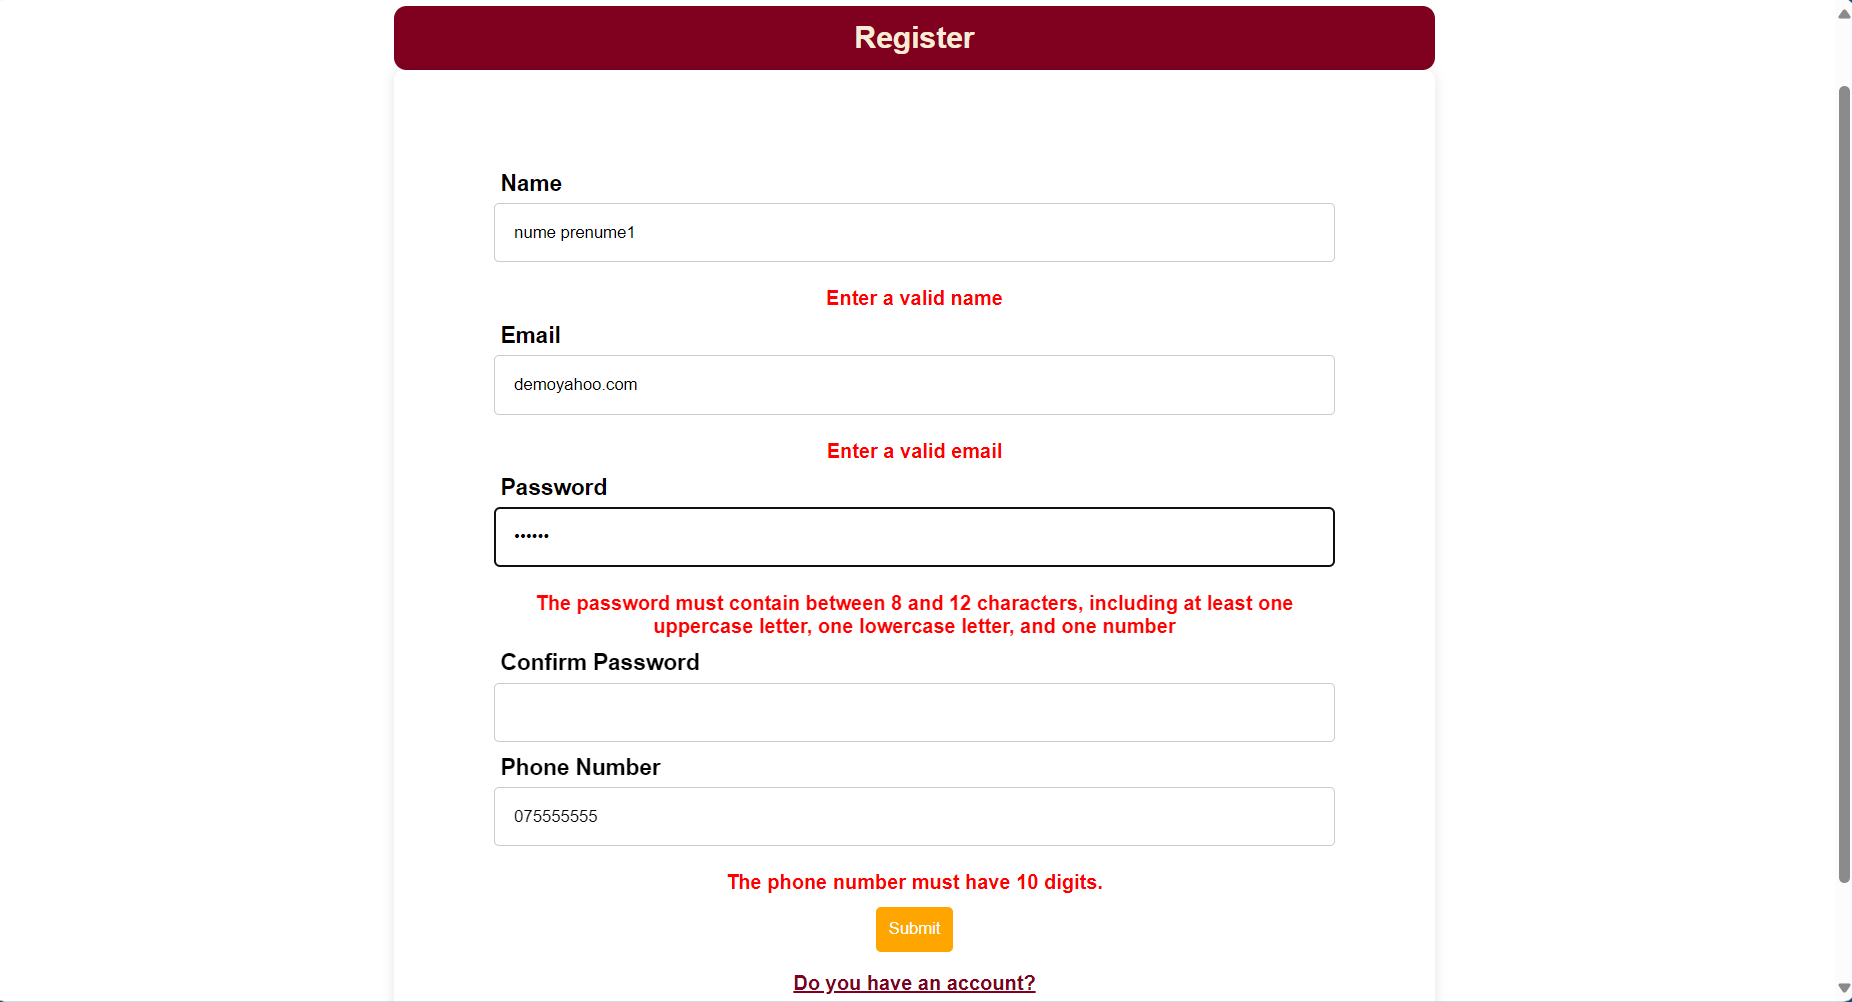 Register
Name
nume prenume1
Enter a valid name
Email
demoyahoo.com
Enter a valid email
Password
••••••
The password must contain between 8 and 12 characters, including at least one
uppercase letter, one lowercase letter, and one number
Confirm Password
Phone Number
075555555
The phone number must have 10 digits.
Submit
Do you have an account?